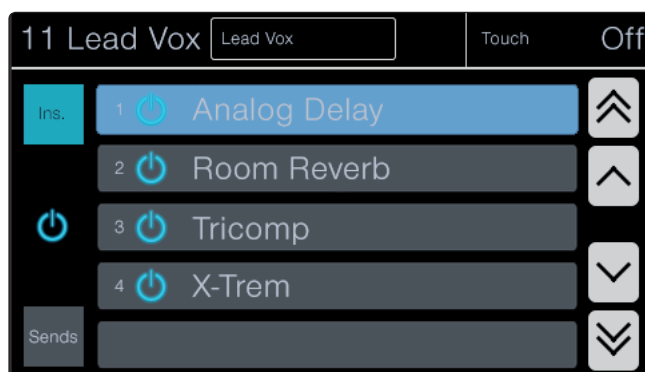 11 Lead Vox Lead Vox Touch Off
Ins. 1 Analog Delay
2 Room Reverb
3 Tricomp
4 X-Trem
Sends